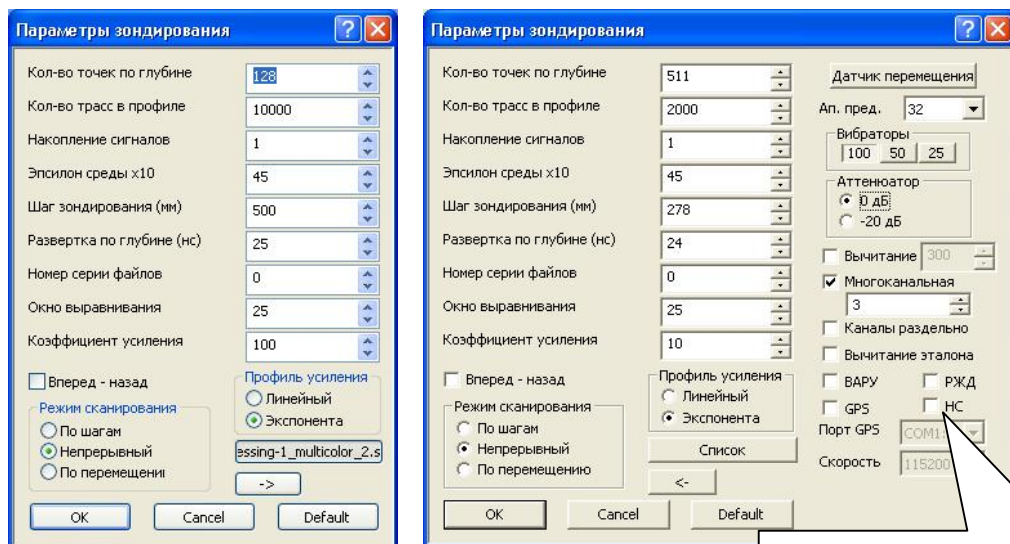 Параметры зондирования
Кол-во точек по глубине 128
Кол-во трасс в профиле 10000
Накопление сигналов 1
Эпсилон среды x10 45
Шаг зондирования (мм) 500
Развертка по глубине (нс) 25
Номер серии файлов 0
Окно выравнивания 25
Коэффициент усиления 100
Вперед - назад
Профиль усиления
Линейный
Экспонента
Режим сканирования
По шагам
Непрерывный
По перемещени
essing-1_multicolor_2.s
->
OK Cancel Default
Параметры зондирования
Кол-во точек по глубине 511
Кол-во трасс в профиле 2000
Накопление сигналов 1
Эпсилон среды x10 45
Шаг зондирования (мм) 278
Развертка по глубине (нс) 24
Номер серии файлов 0
Окно выравнивания 25
Коэффициент усиления 10
Вперед - назад
Профиль усиления
Линейный
Экспонента
Режим сканирования
По шагам
Непрерывный
По перемещению
Список
<-
OK Cancel Default
Датчик перемещения
Ап. пред. 32
Вибраторы
100 50 25
Аттенюатор
0 дБ
-20 дБ
Вычитание 300
Многоканальная
3
Каналы раздельно
Вычитание эталона
ВАРУ РЖД
GPS НС
Порт GPS
Скорость 115200